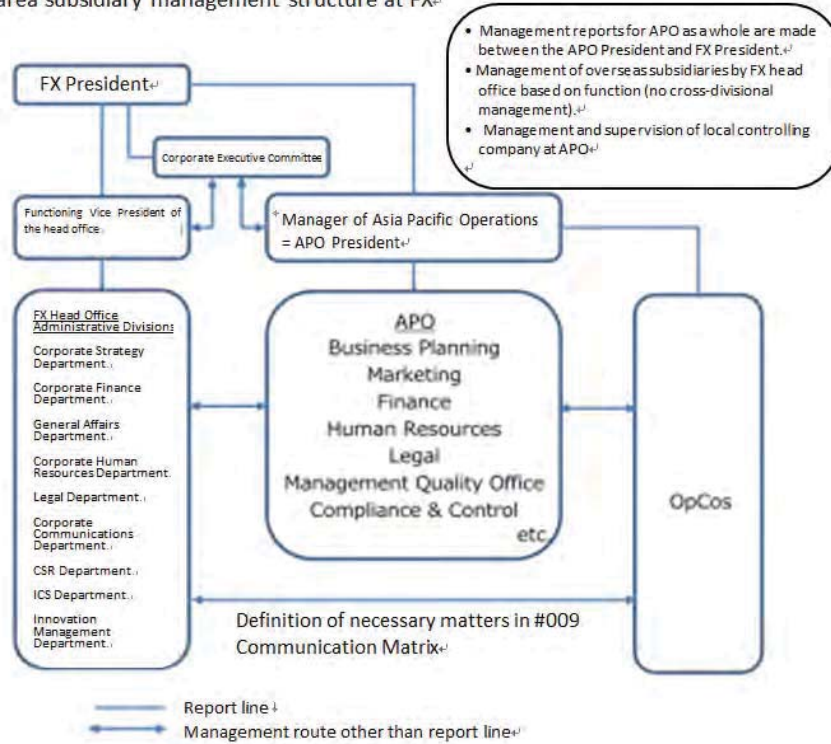 area subsidiary management structure at FX
• Management reports for APO as a whole are made
between the APO President and FX President.
• Management of overseas subsidiaries by FX head
office based on function (no cross-divisional
management).
• Management and supervision of local controlling
company at APO
FX President
Corporate Executive Committee
Functioning Vice President of
the head office
Manager of Asia Pacific Operations
= APO President
FX Head Office
Administrative Divisions
Corporate Strategy
Department
Corporate Finance
Department
General Affairs
Department
Corporate Human
Resources Department
Legal Department
Corporate
Communications
Department
CSR Department
ICS Department
Innovation
Management
Department
APO
Business Planning
Marketing
Finance
Human Resources
Legal
Management Quality Office
Compliance & Control
etc
OpCos
Definition of necessary matters in #009
Communication Matrix
Report line
Management route other than report line